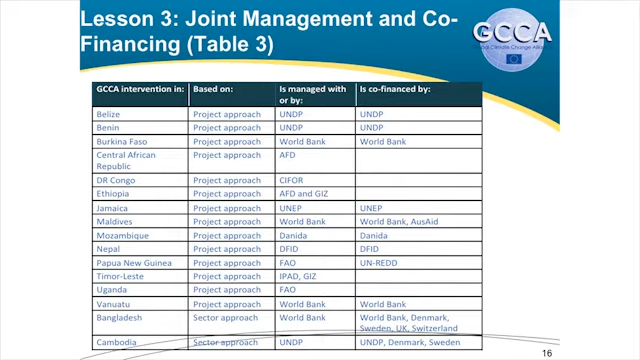 Lesson 3: Joint Management and Co-
Financing (Table 3)
GCCA
Global Climate Change Alliance
GCCA intervention in: Based on: Is managed with or by: Is co-financed by:
Belize Project approach UNDP UNDP
Benin Project approach UNDP UNDP
Burkina Faso Project approach World Bank World Bank
Central African Republic Project approach AFD
DR Congo Project approach CIFOR
Ethiopia Project approach AFD and GIZ
Jamaica Project approach UNEP UNEP
Maldives Project approach World Bank World Bank, AusAid
Mozambique Project approach Danida Danida
Nepal Project approach DFID DFID
Papua New Guinea Project approach FAO UN-REDD
Timor-Leste Project approach IPAD, GIZ
Uganda Project approach FAO
Vanuatu Project approach World Bank World Bank
Bangladesh Sector approach World Bank World Bank, Denmark, Sweden, UK, Switzerland
Cambodia Sector approach UNDP UNDP, Denmark, Sweden
16